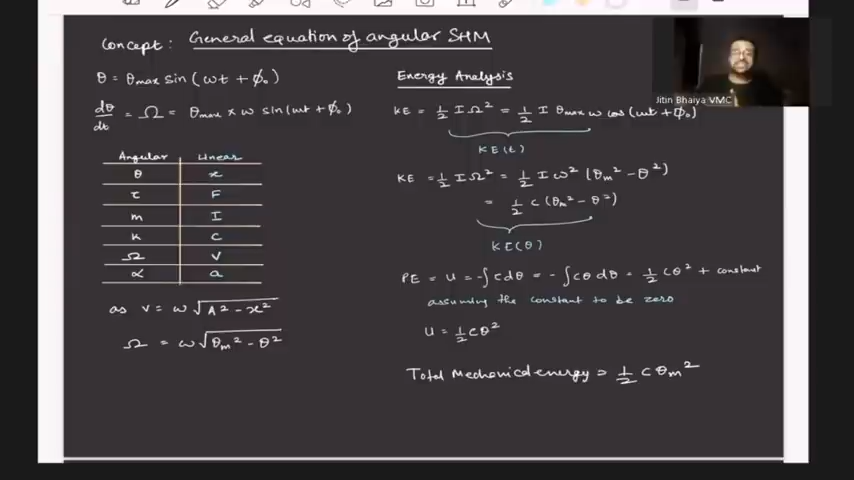 Concept: General equation of angular SHM
θ = θmax sin (ωt + ϕ₀)
dθ/dt = Ω = θmax × ω sin(ωt + ϕ₀)
Angular Linear
θ x
τ F
m I
K C
Ω V
α a
as v = ω √(A² - x²)
Ω = ω √(θm² - θ²)
Energy Analysis
KE = 1/2 I Ω² = 1/2 I θmax ω cos (ωt + ϕ₀)
KE(t)
KE = 1/2 I Ω² = 1/2 I ω² (θm² - θ²)
= 1/2 C (θm² - θ²)
KE(θ)
PE = U = -∫ C dθ = - ∫ Cθ dθ = 1/2 Cθ² + constant
assuming the constant to be zero
U = 1/2 Cθ²
Total Mechanical energy = 1/2 C θm²
Jitin Bhaiya VMC